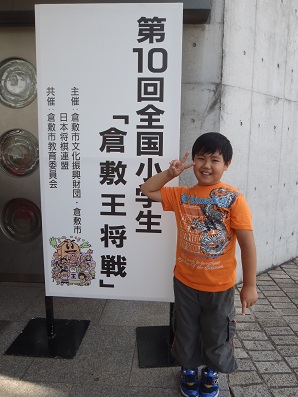 第10回全国小学生
「倉敷王将戦」
主催：倉敷市文化振興財団・倉敷市
日本将棋連盟
共催：倉敷市教育委員会